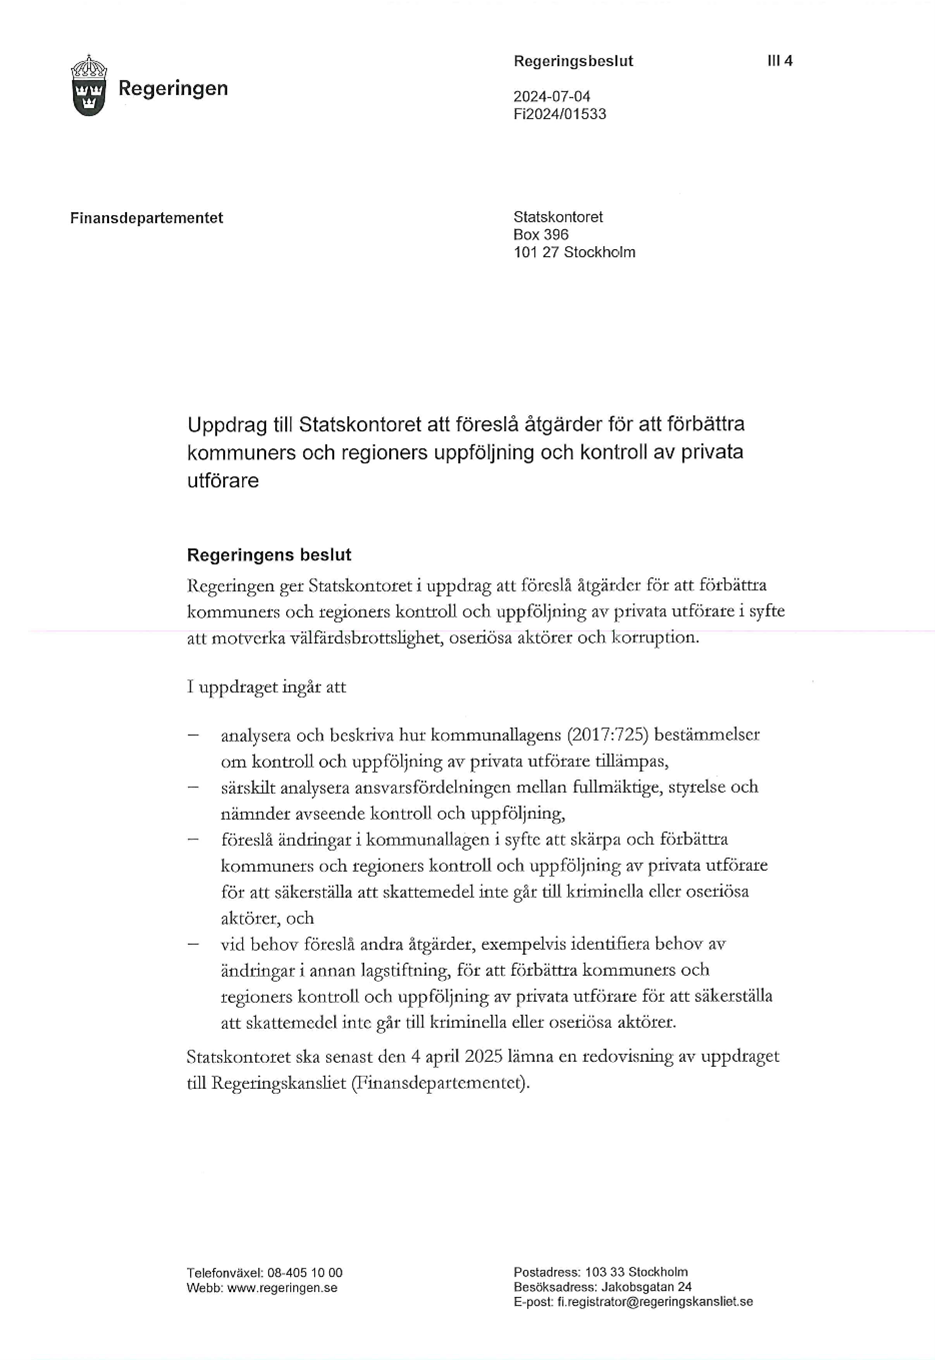 Regeringen
Regeringsbeslut III 4
2024-07-04
Fi2024/01533
Finansdepartementet
Statskontoret
Box 396
101 27 Stockholm
Uppdrag till Statskontoret att föreslå åtgärder för att förbättra
kommuners och regioners uppföljning och kontroll av privata
utförare
Regeringens beslut
Regeringen ger Statskontoret i uppdrag att föreslå åtgärder för att förbättra
kommuners och regioners kontroll och uppföljning av privata utförare i syfte
att motverka välfärdsbrottslighet, oseriösa aktörer och korruption.
I uppdraget ingår att
– analysera och beskriva hur kommunallagens (2017:725) bestämmelser
om kontroll och uppföljning av privata utförare tillämpas,
– särskilt analysera ansvarsfördelningen mellan fullmäktige, styrelse och
nämnder avseende kontroll och uppföljning,
– föreslå ändringar i kommunallagen i syfte att skärpa och förbättra
kommuners och regioners kontroll och uppföljning av privata utförare
för att säkerställa att skattemedel inte går till kriminella eller oseriösa
aktörer, och
– vid behov föreslå andra åtgärder, exempelvis identifiera behov av
ändringar i annan lagstiftning, för att förbättra kommuners och
regioners kontroll och uppföljning av privata utförare för att säkerställa
att skattemedel inte går till kriminella eller oseriösa aktörer.
Statskontoret ska senast den 4 april 2025 lämna en redovisning av uppdraget
till Regeringskansliet (Finansdepartementet).
Telefonväxel: 08-405 10 00
Webb: www.regeringen.se
Postadress: 103 33 Stockholm
Besöksadress: Jakobsgatan 24
E-post: fi.registrator@regeringskansliet.se